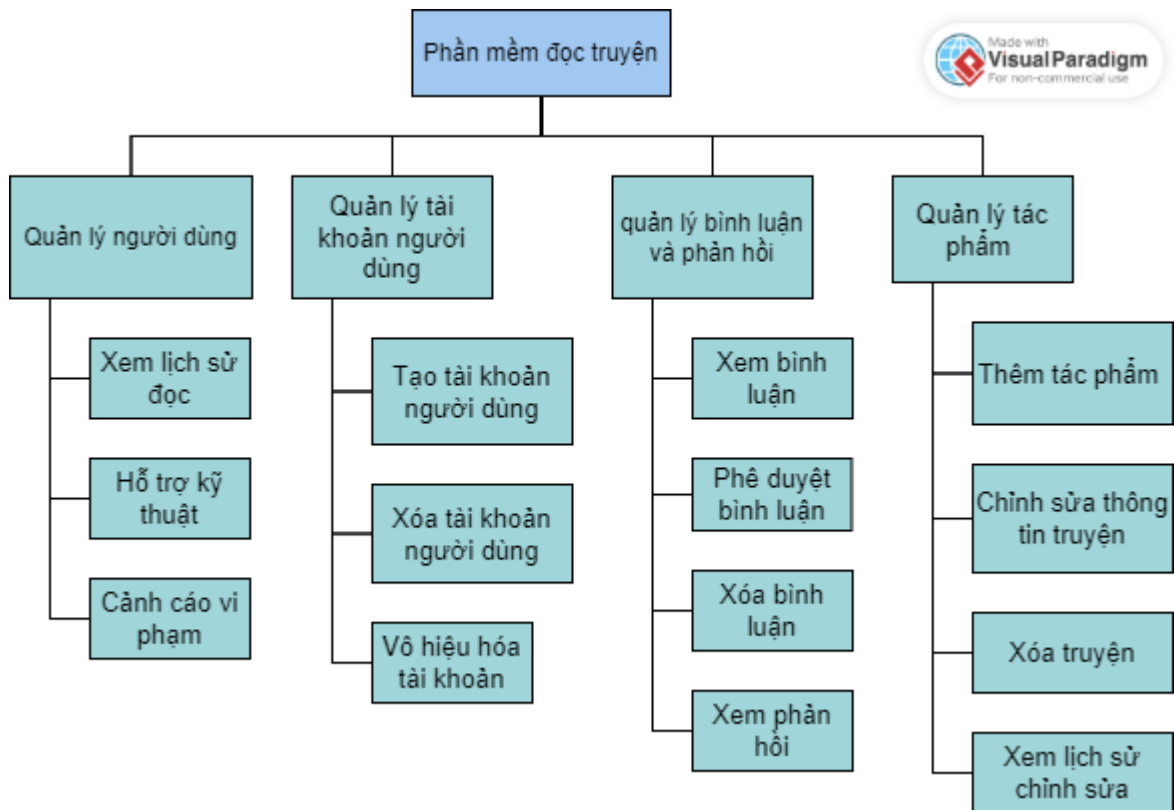 Phần mềm đọc truyện
Made with
VisualParadigm
For non-commercial use
Quản lý người dùng
Quản lý tài
khoản người
dùng
quản lý bình luận
và phản hồi
Quản lý tác
phẩm
Xem lịch sử
đọc
Hỗ trợ kỹ
thuật
Cảnh cáo vi
phạm
Tạo tài khoản
người dùng
Xóa tài khoản
người dùng
Vô hiệu hóa
tài khoản
Xem bình
luận
Phê duyệt
bình luận
Xóa bình
luận
Xem phản
hồi
Thêm tác phẩm
Chỉnh sửa thông
tin truyện
Xóa truyện
Xem lịch sử
chỉnh sửa